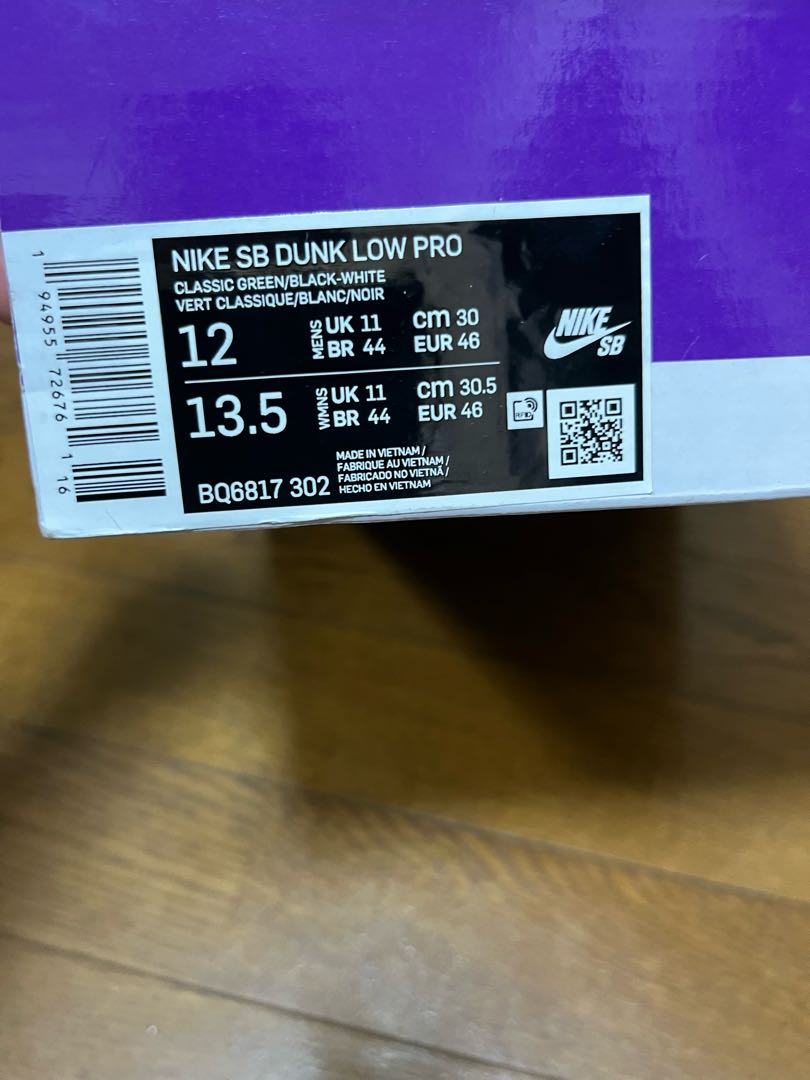 1 94955 72676 1 16
NIKE SB DUNK LOW PRO
CLASSIC GREEN/BLACK-WHITE
VERT CLASSIQUE/BLANC/NOIR
12 MENS UK 11 cm 30
BR 44 EUR 46
13.5 WMNS UK 11 cm 30.5
BR 44 EUR 46
NIKE
SB
RFID
BQ6817 302
MADE IN VIETNAM /
FABRIQUE AU VIETNAM /
FABRICADO NO VIETNÃ /
HECHO EN VIETNAM